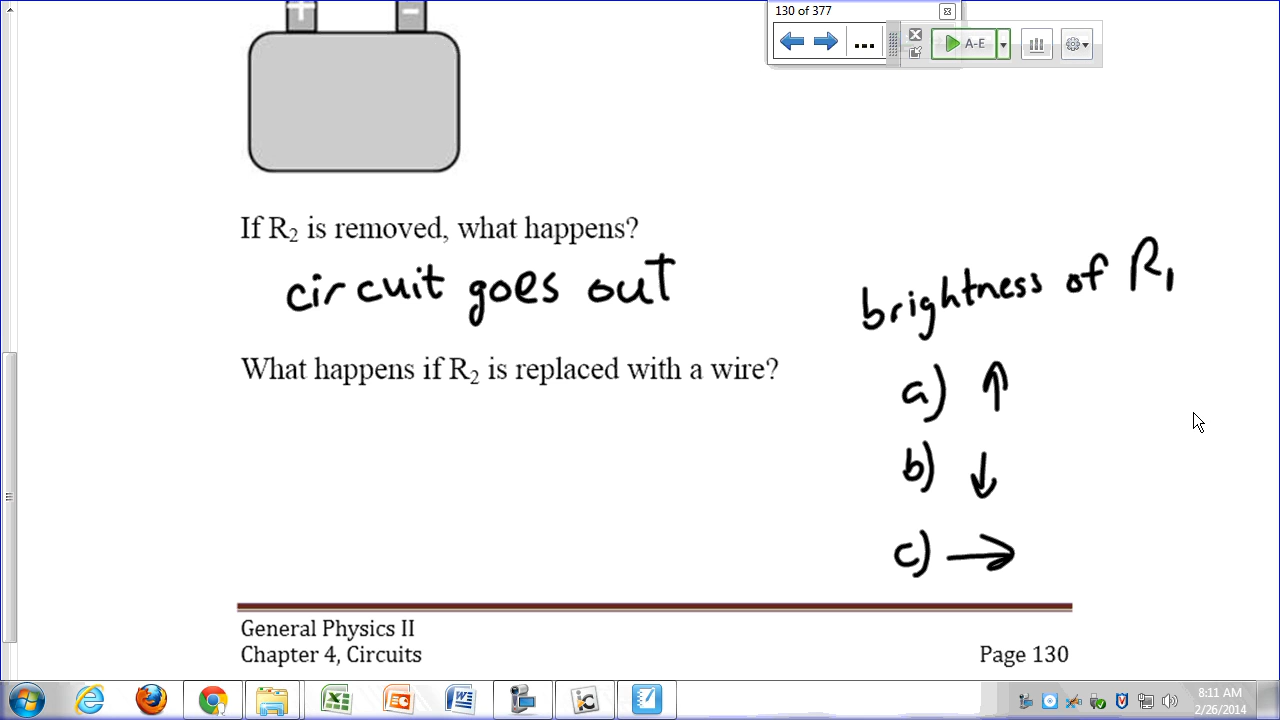 130 of 377
A-E
+ -
If R₂ is removed, what happens?
circuit goes out
brightness of R₁
What happens if R₂ is replaced with a wire?
a) ↑
b) ↓
c) →
General Physics II
Chapter 4, Circuits
Page 130
8:11 AM
2/26/2014